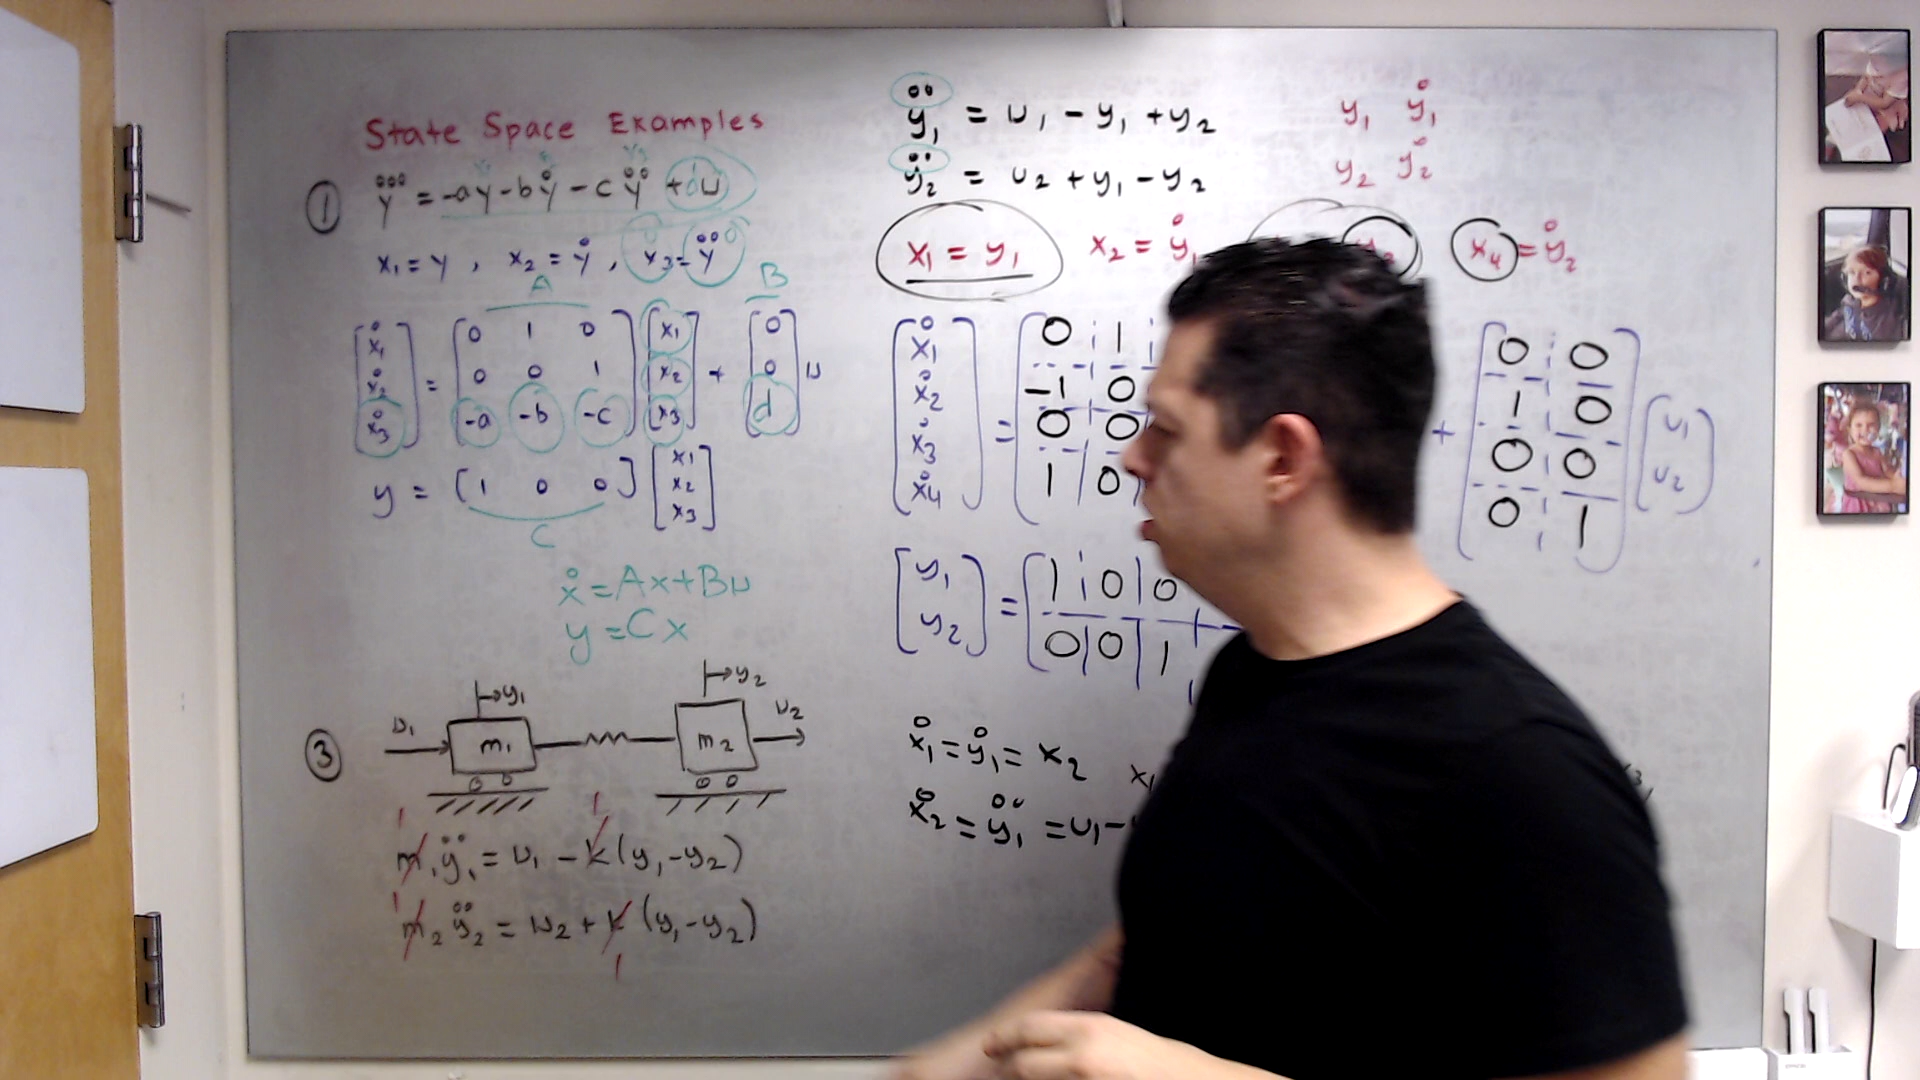 State Space Examples
① y⃛ = -ay - bẏ - cÿ + du
x₁ = y , x₂ = ẏ , x₃ = ÿ
A
B
[ẋ₁ ẋ₂ ẋ₃] = [0 1 0; 0 0 1; -a -b -c] [x₁ x₂ x₃] + [0 0 d] u
y = [1 0 0] [x₁ x₂ x₃]
C
ẋ = Ax + Bu
y = Cx
③ u₁ → m₁ → y₁ m₂ → y₂ u₂
m₁ÿ₁ = u₁ - k(y₁ - y₂)
m₂ÿ₂ = u₂ + k(y₁ - y₂)
1 1 1 1
ÿ₁ = u₁ - y₁ + y₂
ÿ₂ = u₂ + y₁ - y₂
y₁ ẏ₁
y₂ ẏ₂
x₁ = y₁ x₂ = ẏ₁ x₄ = ẏ₂
[ẋ₁ ẋ₂ ẋ₃ ẋ₄] = [0 1; -1 0; 0 0; 1 0 + [0 0; 1 0; 0 0; 0 1] [u₁ u₂]
[y₁ y₂] = [1 0 0; 0 0 1
ẋ₁ = ẏ₁ = x₂
ẋ₂ = ÿ₁ = u₁ -